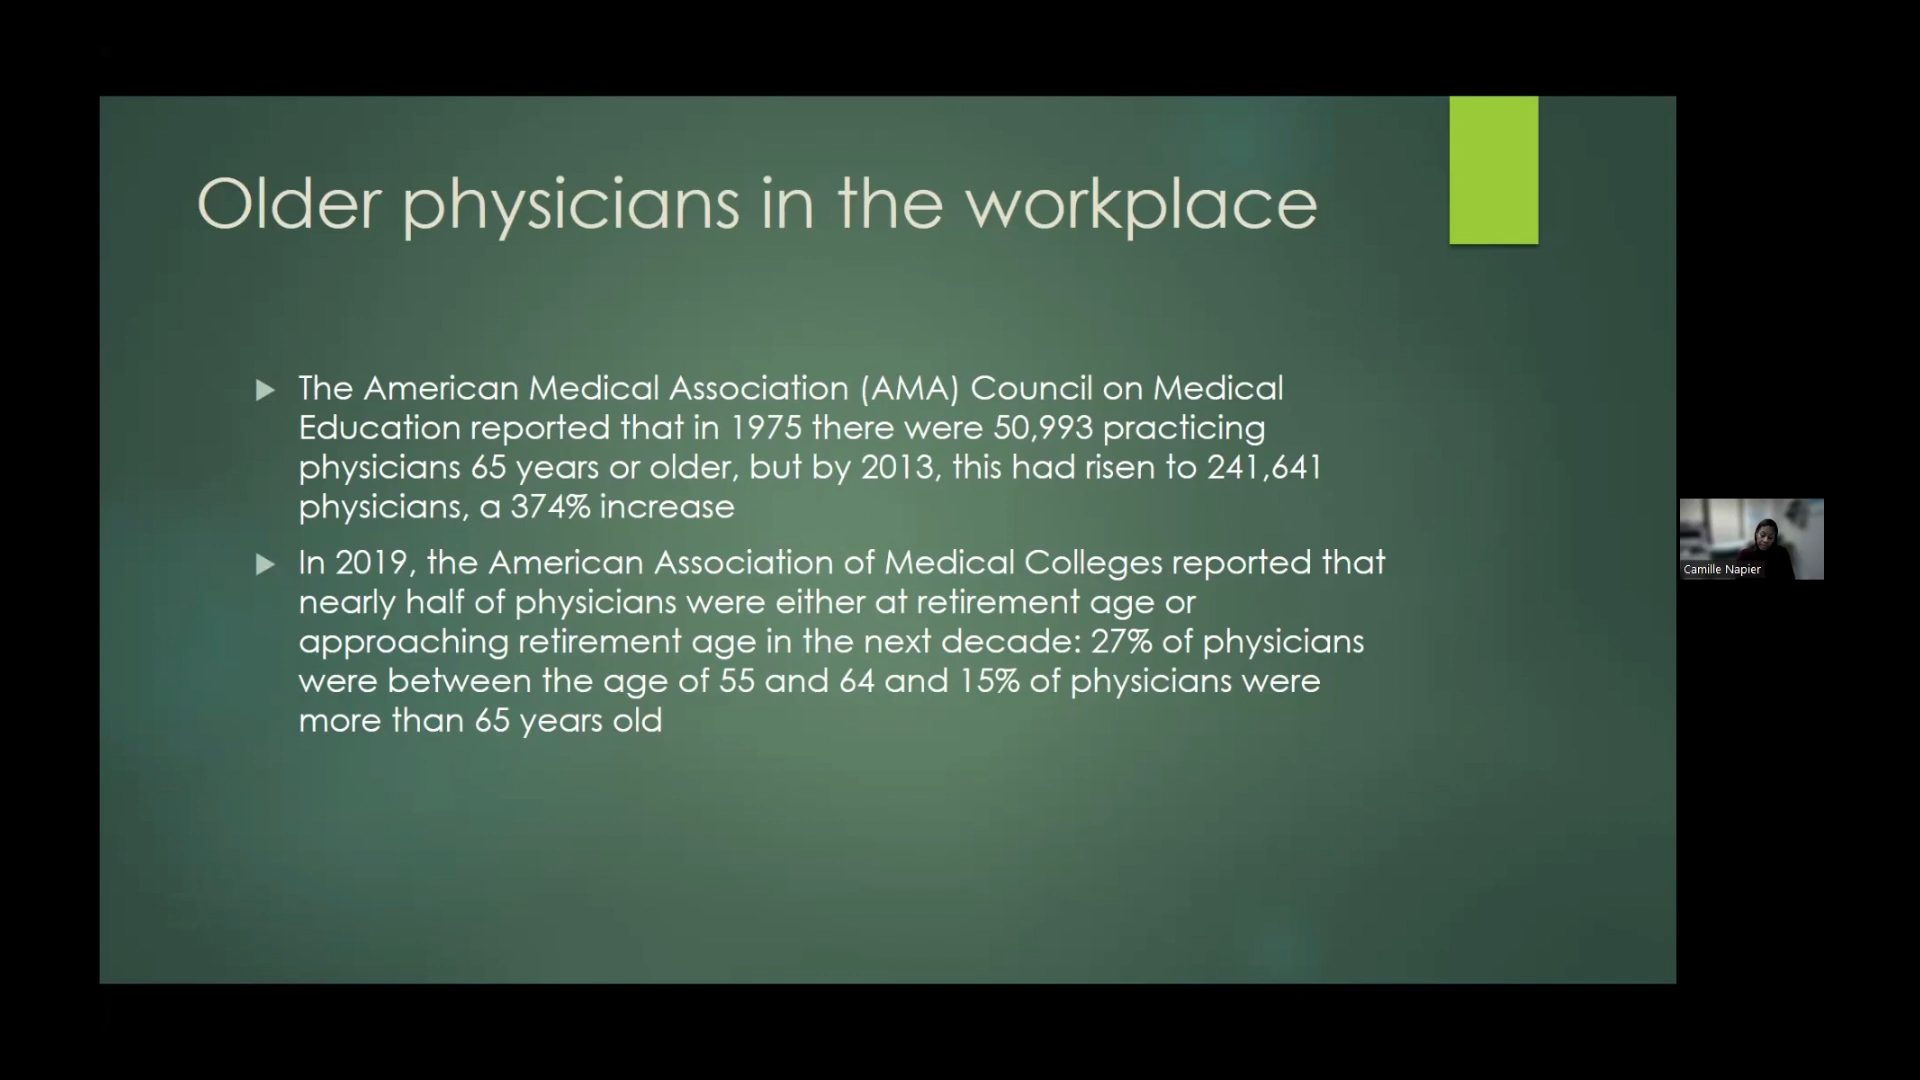 Older physicians in the workplace
The American Medical Association (AMA) Council on Medical
Education reported that in 1975 there were 50,993 practicing
physicians 65 years or older, but by 2013, this had risen to 241,641
physicians, a 374% increase
In 2019, the American Association of Medical Colleges reported that
nearly half of physicians were either at retirement age or
approaching retirement age in the next decade: 27% of physicians
were between the age of 55 and 64 and 15% of physicians were
more than 65 years old
Camille Napier